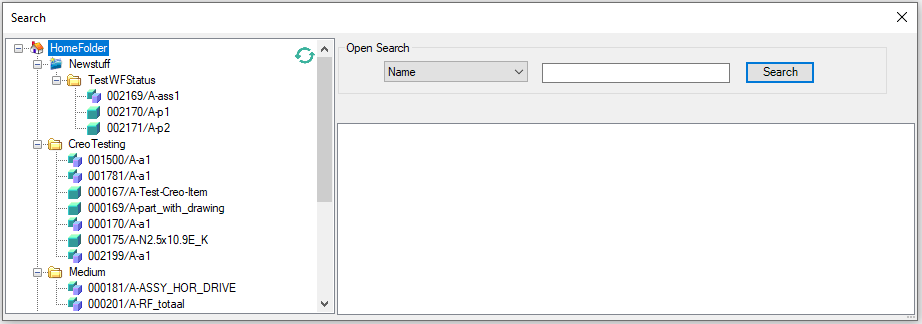 Search
HomeFolder
Newstuff
TestWFStatus
002169/A-ass1
002170/A-p1
002171/A-p2
CreoTesting
001500/A-a1
001781/A-a1
000167/A-Test-Creo-Item
000169/A-part_with_drawing
000170/A-a1
000175/A-N2.5x10.9E_K
002199/A-a1
Medium
000181/A-ASSY_HOR_DRIVE
000201/A-RF_totaal
Open Search
Name
Search